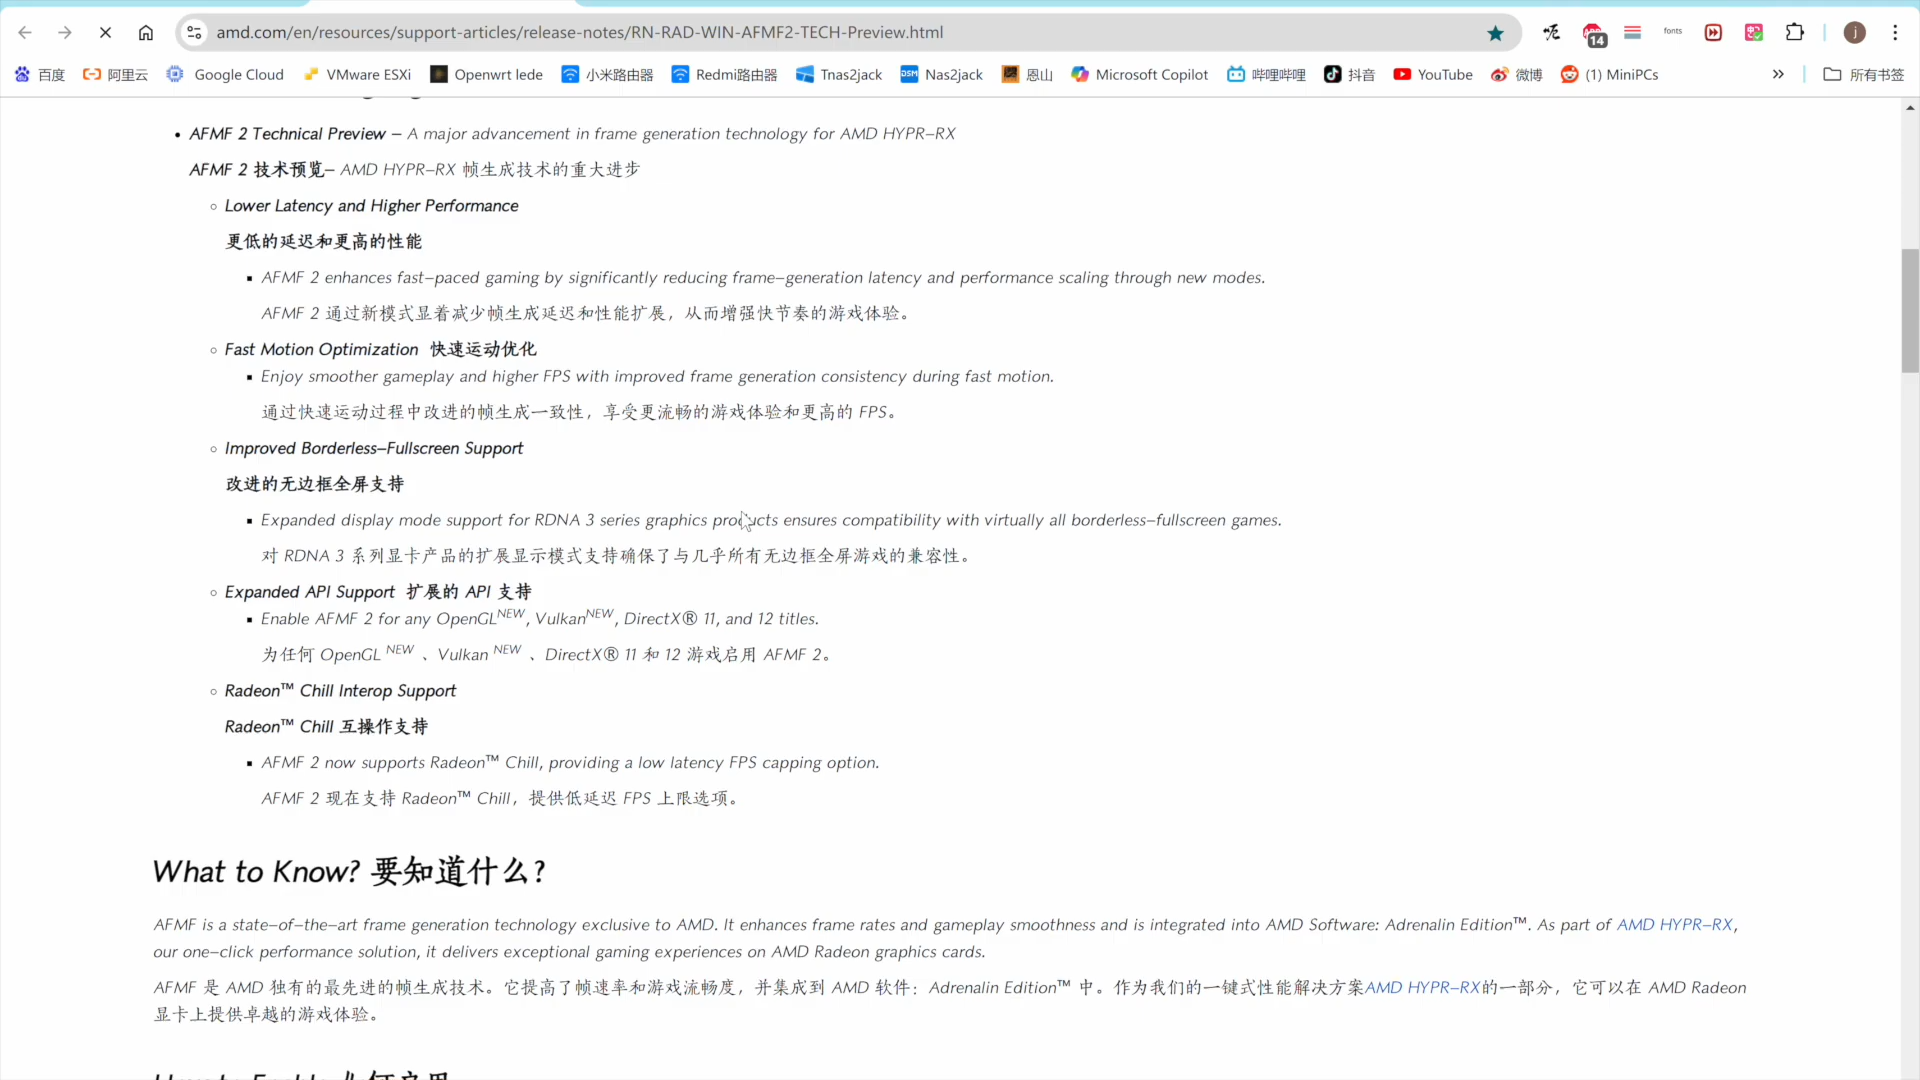 amd.com/en/resources/support-articles/release-notes/RN-RAD-WIN-AFMF2-TECH-Preview.html
14
fonts
j
百度 阿里云 Google Cloud VMware ESXi Openwrt lede 小米路由器 Redmi路由器 Tnas2jack Nas2jack 恩山 Microsoft Copilot 哔哩哔哩 抖音 YouTube 微博 (1) MiniPCs 所有书签
AFMF 2 Technical Preview – A major advancement in frame generation technology for AMD HYPR-RX
AFMF 2 技术预览– AMD HYPR-RX 帧生成技术的重大进步
Lower Latency and Higher Performance
更低的延迟和更高的性能
AFMF 2 enhances fast-paced gaming by significantly reducing frame-generation latency and performance scaling through new modes.
AFMF 2 通过新模式显着减少帧生成延迟和性能扩展，从而增强快节奏的游戏体验。
Fast Motion Optimization 快速运动优化
Enjoy smoother gameplay and higher FPS with improved frame generation consistency during fast motion.
通过快速运动过程中改进的帧生成一致性，享受更流畅的游戏体验和更高的 FPS。
Improved Borderless-Fullscreen Support
改进的无边框全屏支持
Expanded display mode support for RDNA 3 series graphics products ensures compatibility with virtually all borderless-fullscreen games.
对 RDNA 3 系列显卡产品的扩展显示模式支持确保了与几乎所有无边框全屏游戏的兼容性。
Expanded API Support 扩展的 API 支持
Enable AFMF 2 for any OpenGL NEW, Vulkan NEW, DirectX® 11, and 12 titles.
为任何 OpenGL NEW 、Vulkan NEW 、DirectX® 11 和 12 游戏启用 AFMF 2。
Radeon™ Chill Interop Support
Radeon™ Chill 互操作支持
AFMF 2 now supports Radeon™ Chill, providing a low latency FPS capping option.
AFMF 2 现在支持 Radeon™ Chill，提供低延迟 FPS 上限选项。
What to Know? 要知道什么？
AFMF is a state-of-the-art frame generation technology exclusive to AMD. It enhances frame rates and gameplay smoothness and is integrated into AMD Software: Adrenalin Edition™. As part of AMD HYPR-RX,
our one-click performance solution, it delivers exceptional gaming experiences on AMD Radeon graphics cards.
AFMF 是 AMD 独有的最先进的帧生成技术。它提高了帧速率和游戏流畅度，并集成到 AMD 软件：Adrenalin Edition™ 中。作为我们的一键式性能解决方案AMD HYPR-RX的一部分，它可以在 AMD Radeon
显卡上提供卓越的游戏体验。